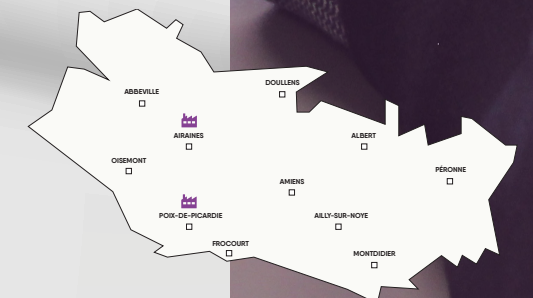 DOULLENS
ABBEVILLE
AIRAINES
ALBERT
OISEMONT
PÉRONNE
AMIENS
POIX-DE-PICARDIE
AILLY-SUR-NOYE
FROCOURT
MONTDIDIER